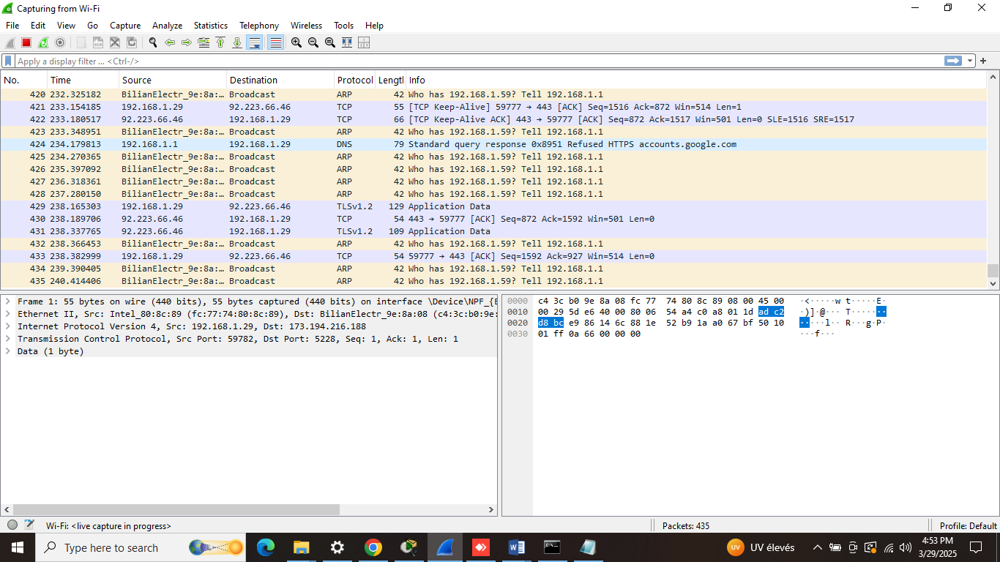 Capturing from Wi-Fi
File Edit View Go Capture Analyze Statistics Telephony Wireless Tools Help
Apply a display filter ... <Ctrl-/>
No. Time Source Destination Protocol Lengtl Info
420 232.325182 BilianElectr_9e:8a:… Broadcast ARP 42 Who has 192.168.1.59? Tell 192.168.1.1
421 233.154185 192.168.1.29 92.223.66.46 TCP 55 [TCP Keep-Alive] 59777 → 443 [ACK] Seq=1516 Ack=872 Win=514 Len=1
422 233.180517 92.223.66.46 192.168.1.29 TCP 66 [TCP Keep-Alive ACK] 443 → 59777 [ACK] Seq=872 Ack=1517 Win=501 Len=0 SLE=1516 SRE=1517
423 233.348951 BilianElectr_9e:8a:… Broadcast ARP 42 Who has 192.168.1.59? Tell 192.168.1.1
424 234.179813 192.168.1.1 192.168.1.29 DNS 79 Standard query response 0x8951 Refused HTTPS accounts.google.com
425 234.270365 BilianElectr_9e:8a:… Broadcast ARP 42 Who has 192.168.1.59? Tell 192.168.1.1
426 235.397092 BilianElectr_9e:8a:… Broadcast ARP 42 Who has 192.168.1.59? Tell 192.168.1.1
427 236.318361 BilianElectr_9e:8a:… Broadcast ARP 42 Who has 192.168.1.59? Tell 192.168.1.1
428 237.280150 BilianElectr_9e:8a:… Broadcast ARP 42 Who has 192.168.1.59? Tell 192.168.1.1
429 238.165303 192.168.1.29 92.223.66.46 TLSv1.2 129 Application Data
430 238.189706 92.223.66.46 192.168.1.29 TCP 54 443 → 59777 [ACK] Seq=872 Ack=1592 Win=501 Len=0
431 238.337765 92.223.66.46 192.168.1.29 TLSv1.2 109 Application Data
432 238.366453 BilianElectr_9e:8a:… Broadcast ARP 42 Who has 192.168.1.59? Tell 192.168.1.1
433 238.382999 192.168.1.29 92.223.66.46 TCP 54 59777 → 443 [ACK] Seq=1592 Ack=927 Win=514 Len=0
434 239.390405 BilianElectr_9e:8a:… Broadcast ARP 42 Who has 192.168.1.59? Tell 192.168.1.1
435 240.414406 BilianElectr_9e:8a:… Broadcast ARP 42 Who has 192.168.1.59? Tell 192.168.1.1
Frame 1: 55 bytes on wire (440 bits), 55 bytes captured (440 bits) on interface \Device\NPF_{
Ethernet II, Src: Intel_80:8c:89 (fc:77:74:80:8c:89), Dst: BilianElectr_9e:8a:08 (c4:3c:b0:9e:
Internet Protocol Version 4, Src: 192.168.1.29, Dst: 173.194.216.188
Transmission Control Protocol, Src Port: 59782, Dst Port: 5228, Seq: 1, Ack: 1, Len: 1
Data (1 byte)
0000 c4 3c b0 9e 8a 08 fc 77 74 80 8c 89 08 00 45 00 ·<·····w t·····E·
0010 00 29 5d e6 40 00 80 06 54 a4 c0 a8 01 1d ad c2 ·)]·@··· T·······
0020 d8 bc e9 86 14 6c 88 1e 52 b9 1a a0 67 bf 50 10 ·····l·· R···g·P·
0030 01 ff 0a 66 00 00 00 ···f···
Wi-Fi: <live capture in progress>
Packets: 435
Profile: Default
Type here to search
UV
UV élevés
4:53 PM
3/29/2025